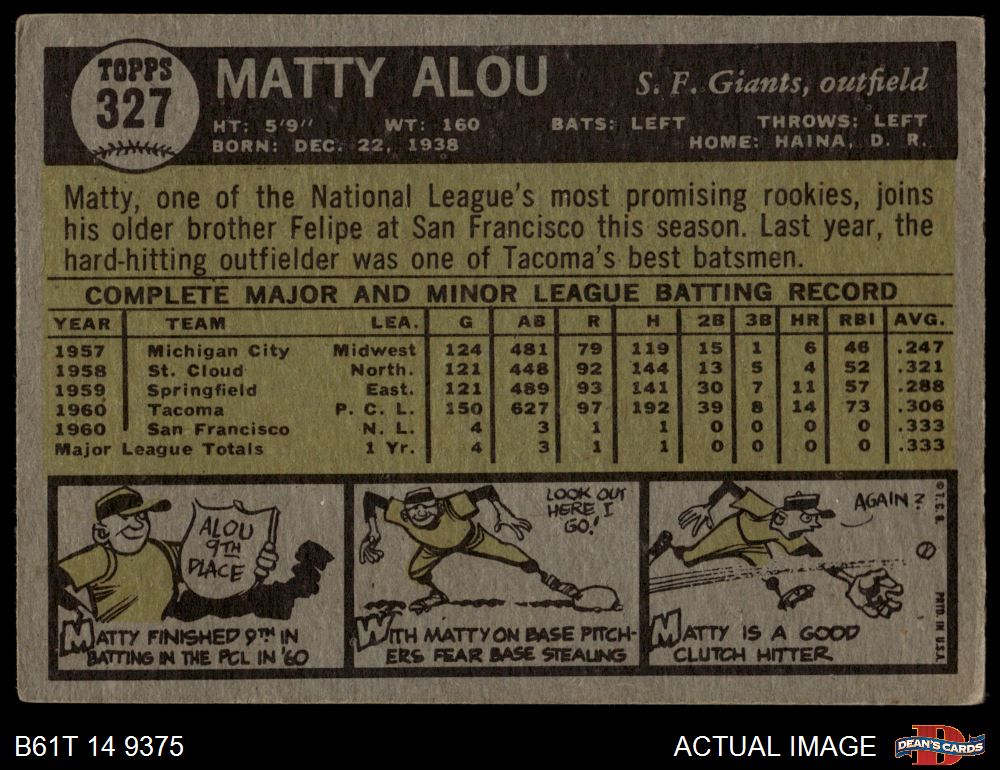 TOPPS
327
MATTY ALOU
S. F. Giants, outfield
HT: 5'9" WT: 160 BATS: LEFT THROWS: LEFT
BORN: DEC. 22, 1938 HOME: HAINA, D. R.
Matty, one of the National League's most promising rookies, joins
his older brother Felipe at San Francisco this season. Last year, the
hard-hitting outfielder was one of Tacoma's best batsmen.
COMPLETE MAJOR AND MINOR LEAGUE BATTING RECORD
YEAR TEAM LEA. G AB R H 2B 3B HR RBI AVG.
1957 Michigan City Midwest 124 481 79 119 15 1 6 46 .247
1958 St. Cloud North. 121 448 92 144 13 5 4 52 .321
1959 Springfield East. 121 489 93 141 30 7 11 57 .288
1960 Tacoma P. C. L. 150 627 97 192 39 8 14 73 .306
1960 San Francisco N. L. 4 3 1 1 0 0 0 0 .333
Major League Totals 1 Yr. 4 3 1 1 0 0 0 0 .333
ALOU
9TH
PLACE
MATTY FINISHED 9TH IN
BATTING IN THE PCL IN '60
LOOK OUT
HERE I
GO!
WITH MATTY ON BASE PITCH-
ERS FEAR BASE STEALING
AGAIN?
MATTY IS A GOOD
CLUTCH HITTER
© T. C. G.
PRTD. IN U.S.A.
B61T 14 9375
ACTUAL IMAGE
D
DEAN'S CARDS